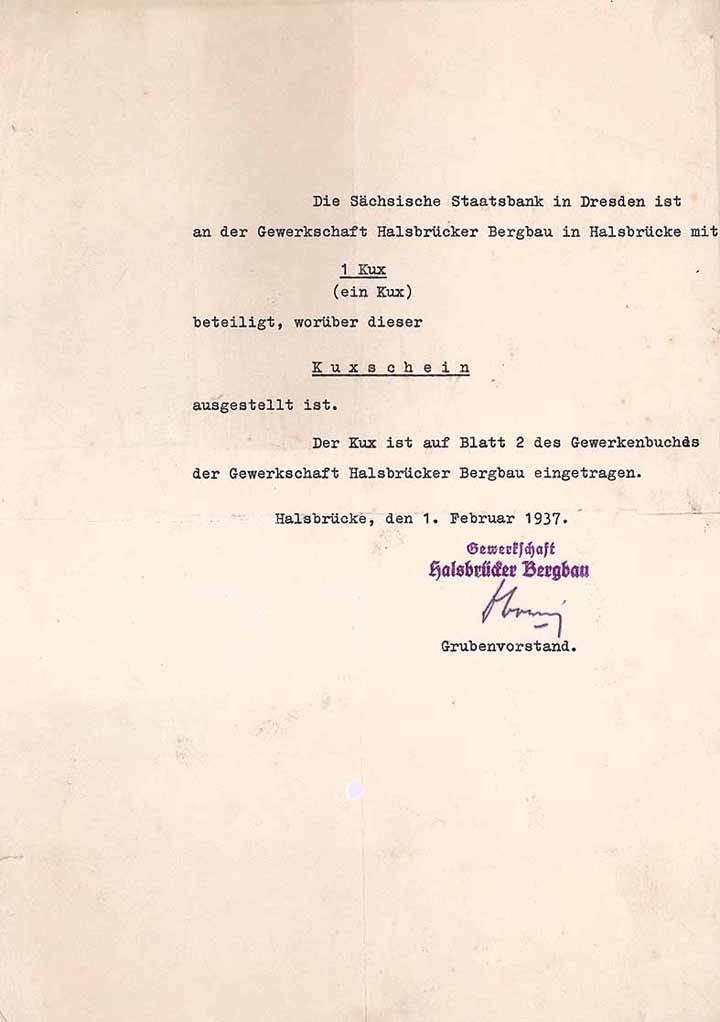 Die Sächsische Staatsbank in Dresden ist
an der Gewerkschaft Halsbrücker Bergbau in Halsbrücke mit
1 Kux
(ein Kux)
beteiligt, worüber dieser
K u x s c h e i n
ausgestellt ist.
Der Kux ist auf Blatt 2 des Gewerkenbuches
der Gewerkschaft Halsbrücker Bergbau eingetragen.
Halsbrücke, den 1. Februar 1937.
Gewerkschaft
Halsbrücker Bergbau
Grubenvorstand.